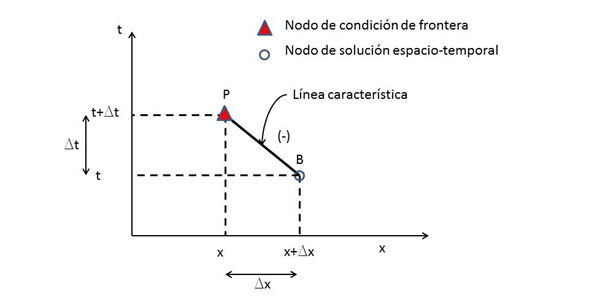 t
Nodo de condición de frontera
Nodo de solución espacio-temporal
P
Línea característica
t+Δt
(-)
Δt
B
t
x
x+Δx
x
Δx